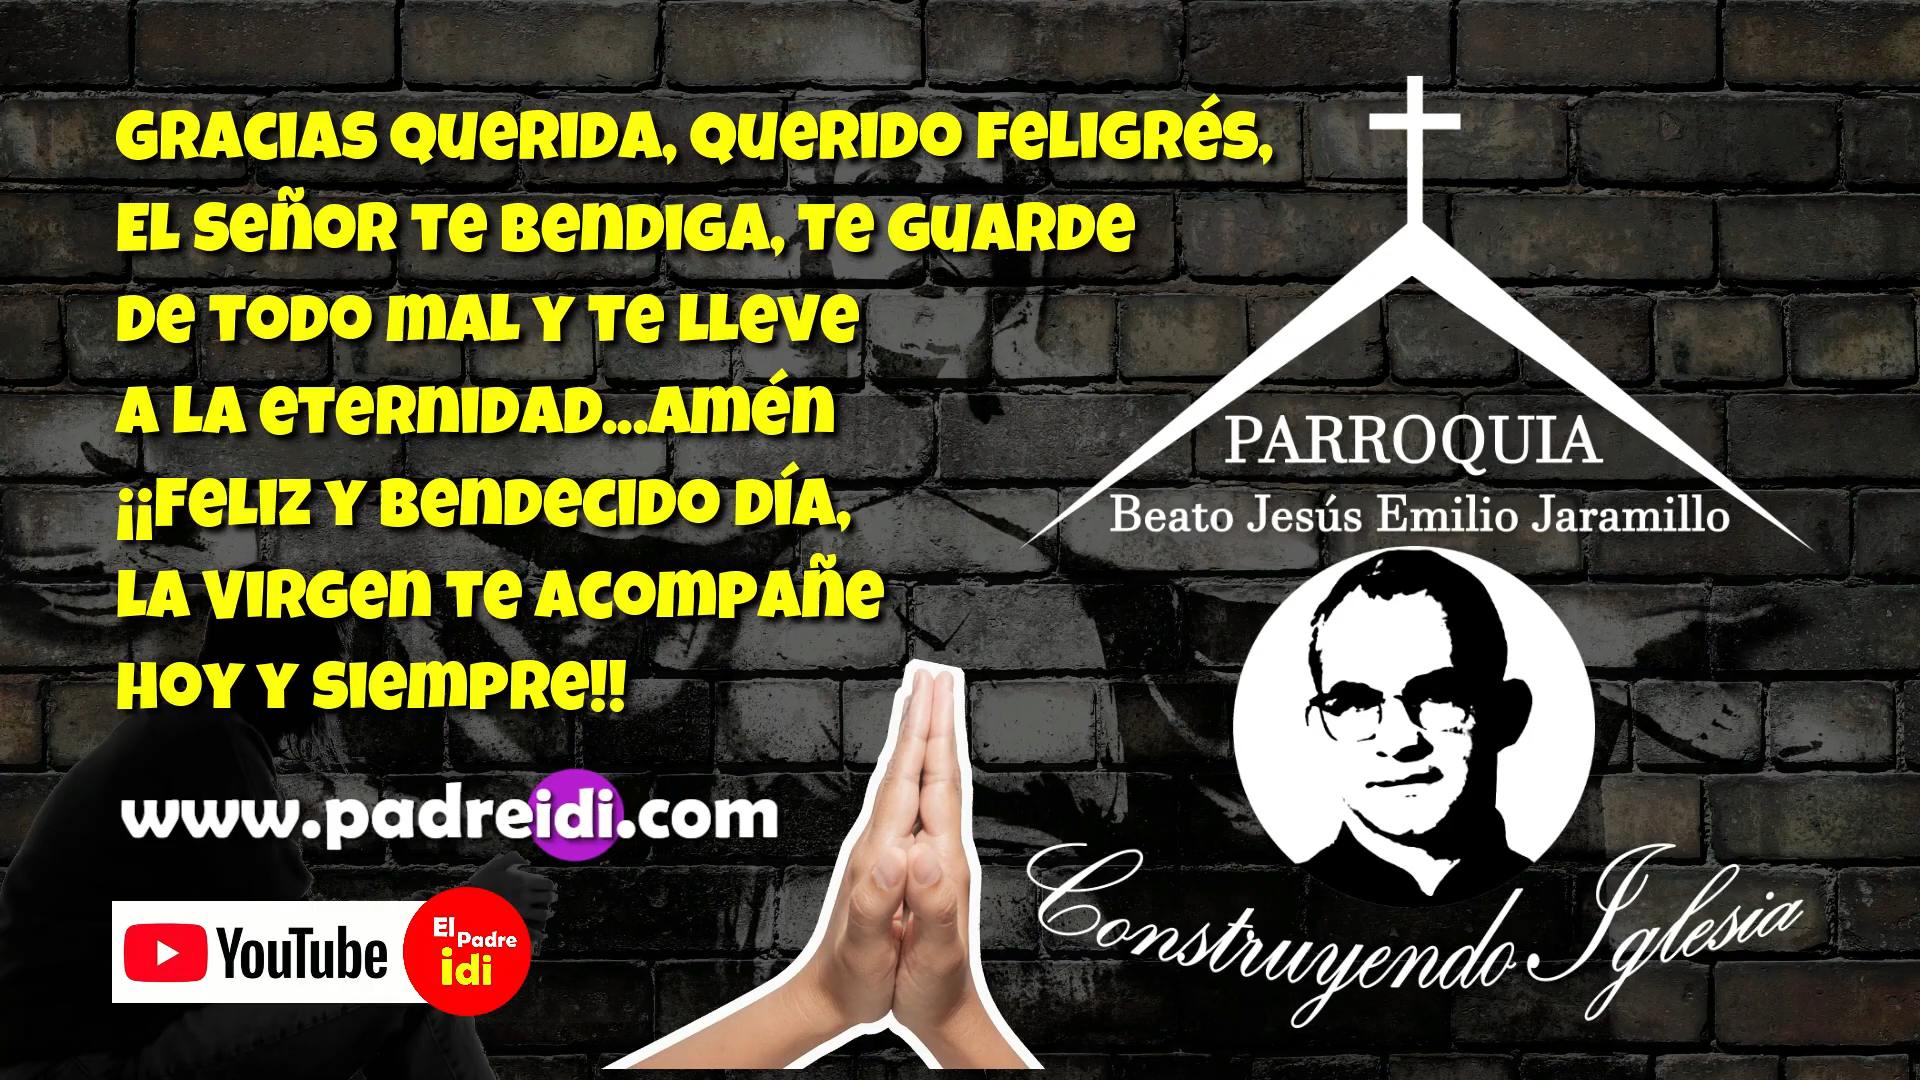 GRACIAS QUERIDA, QUERIDO FELIGRÉS,
EL SEÑOR TE BENDIGA, TE GUARDE
DE TODO MAL Y TE LLEVE
A LA ETERNIDAD...AMÉN
¡¡FELIZ Y BENDECIDO DÍA,
LA VIRGEN TE ACOMPAÑE
HOY Y SIEMPRE!!
www.padreidi.com
YouTube
El Padre
idi
PARROQUIA
Beato Jesús Emilio Jaramillo
Construyendo Iglesia